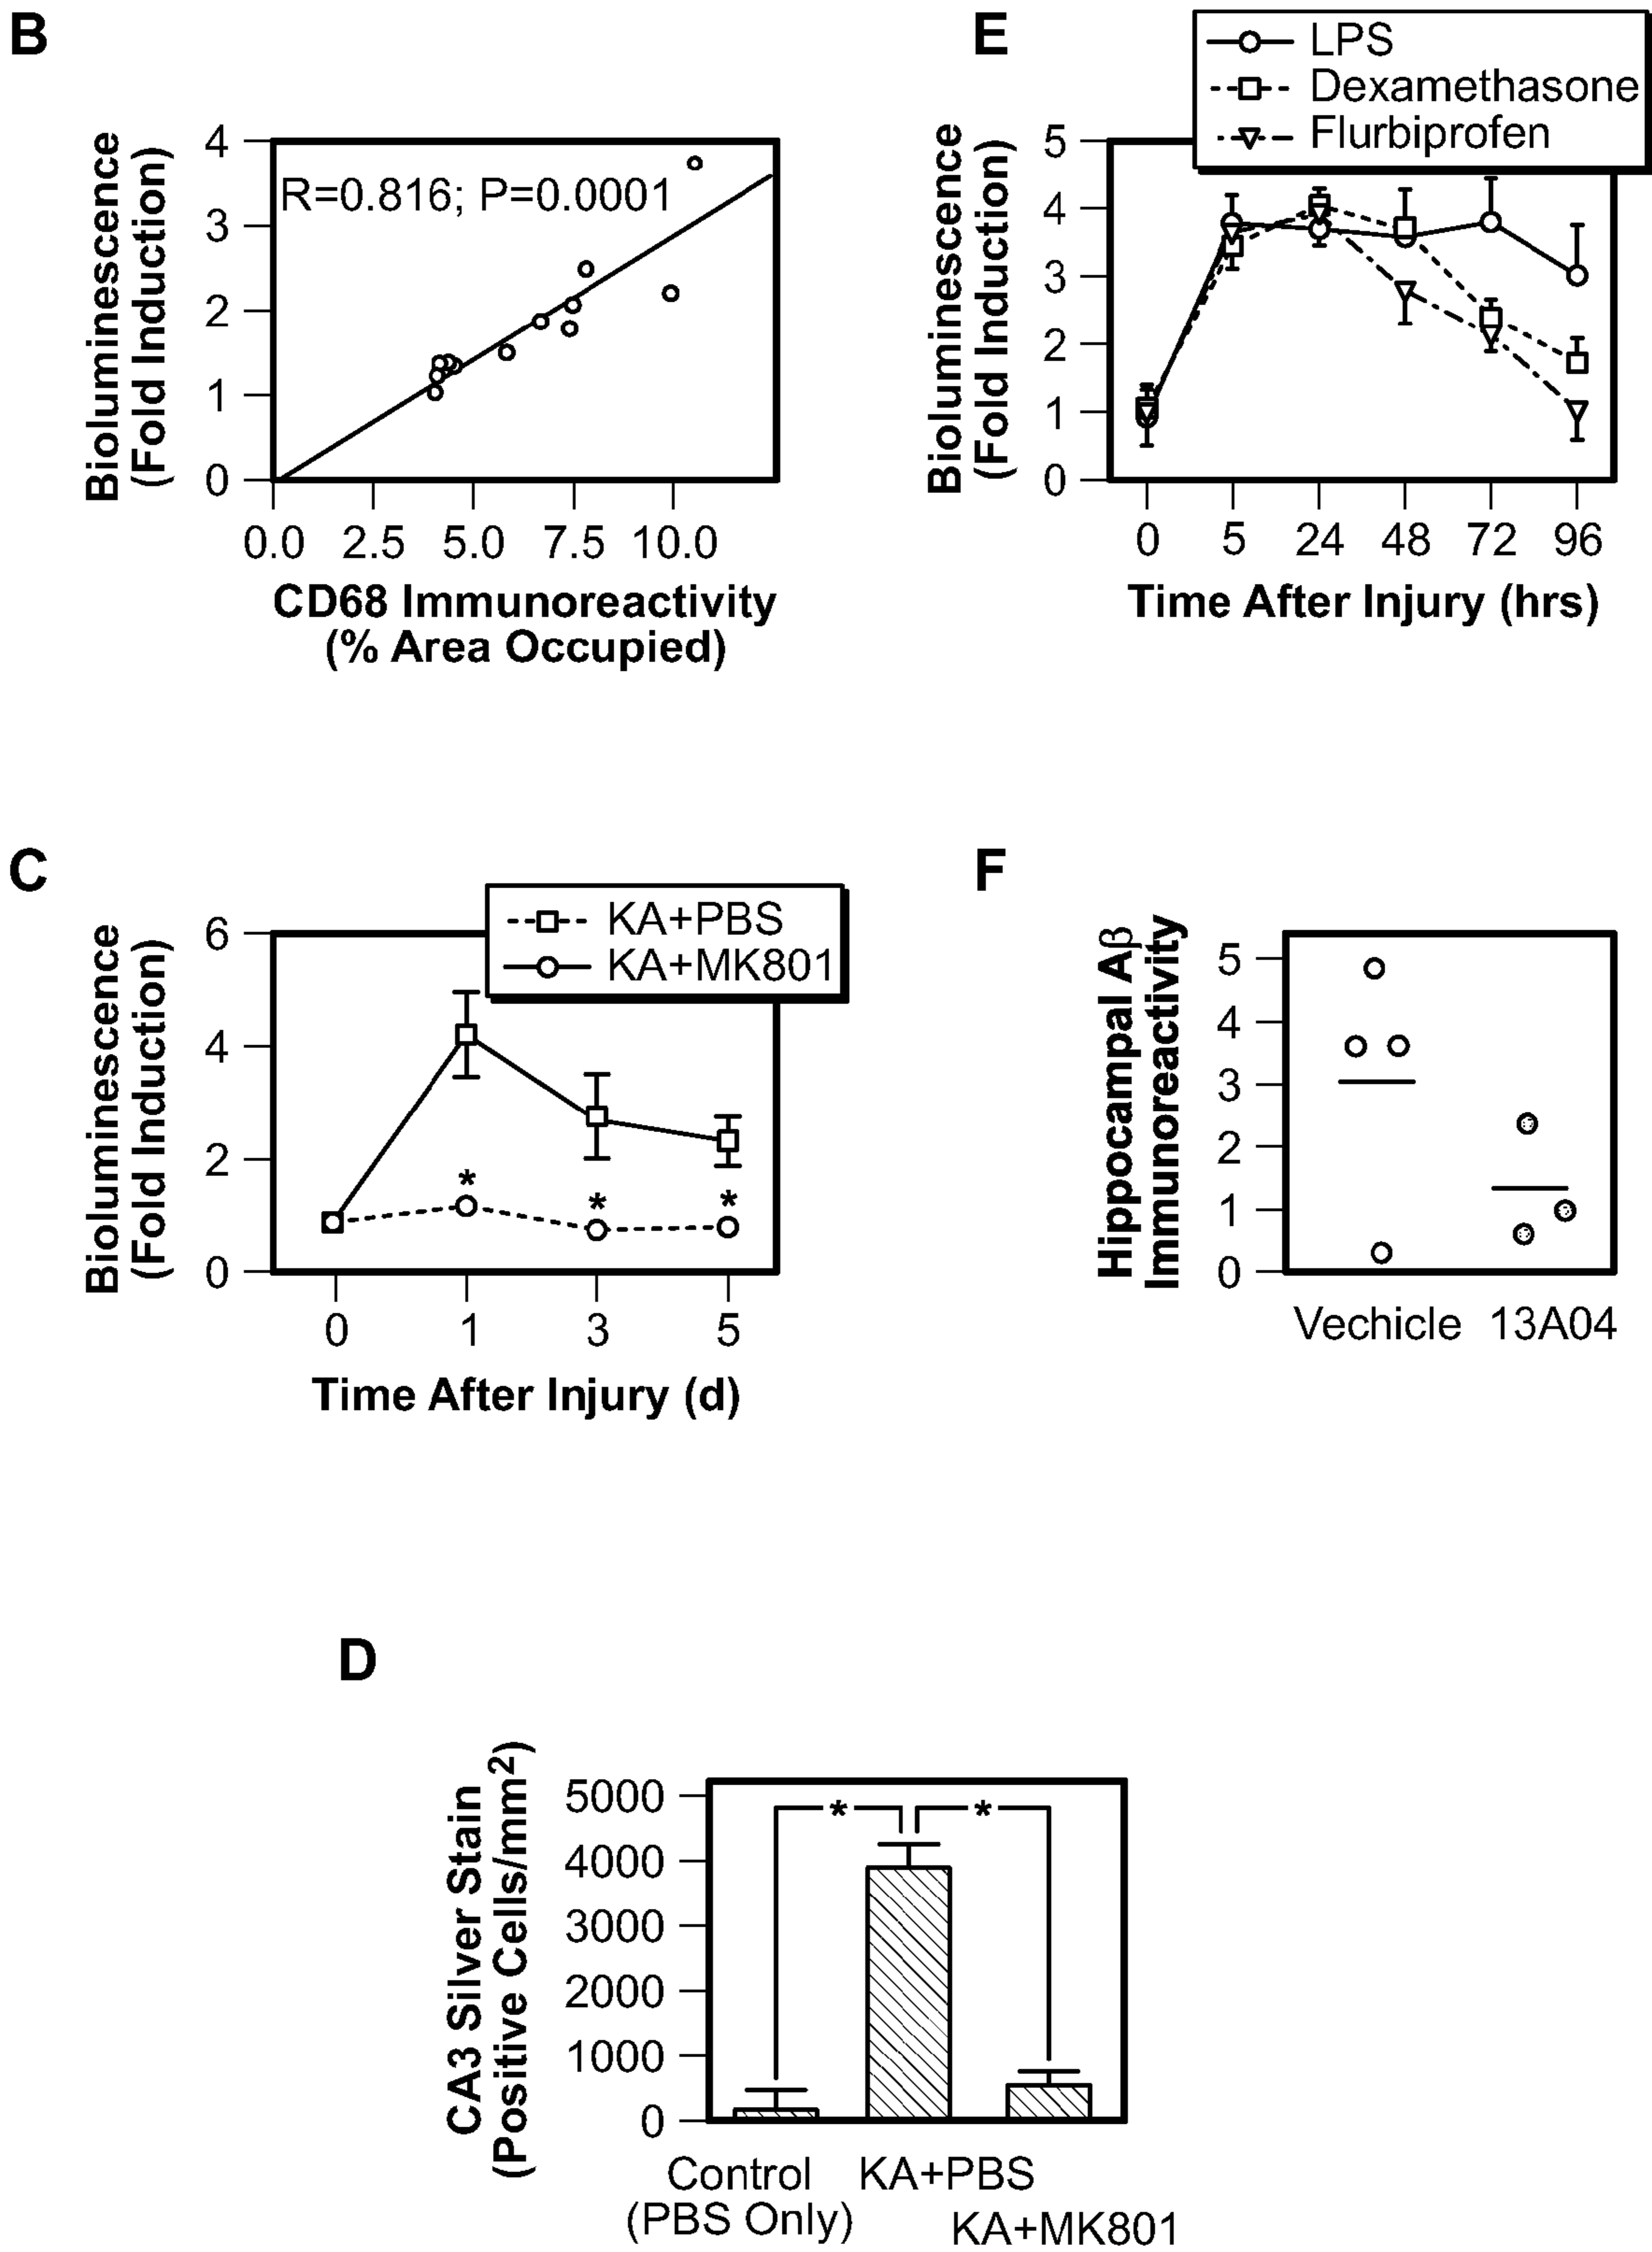 B
Bioluminescence
(Fold Induction)
4
3
2
1
0
R=0.816; P=0.0001
0.0 2.5 5.0 7.5 10.0
CD68 Immunoreactivity
(% Area Occupied)
E
LPS
Dexamethasone
Flurbiprofen
Bioluminescence
(Fold Induction)
5
4
3
2
1
0
0 5 24 48 72 96
Time After Injury (hrs)
C
KA+PBS
KA+MK801
Bioluminescence
(Fold Induction)
6
4
2
0
* * *
0 1 3 5
Time After Injury (d)
F
Hippocampal Aβ
Immunoreactivity
5
4
3
2
1
0
Vechicle 13A04
D
CA3 Silver Stain
(Positive Cells/mm²)
5000
4000
3000
2000
1000
0
* *
Control KA+PBS
(PBS Only) KA+MK801